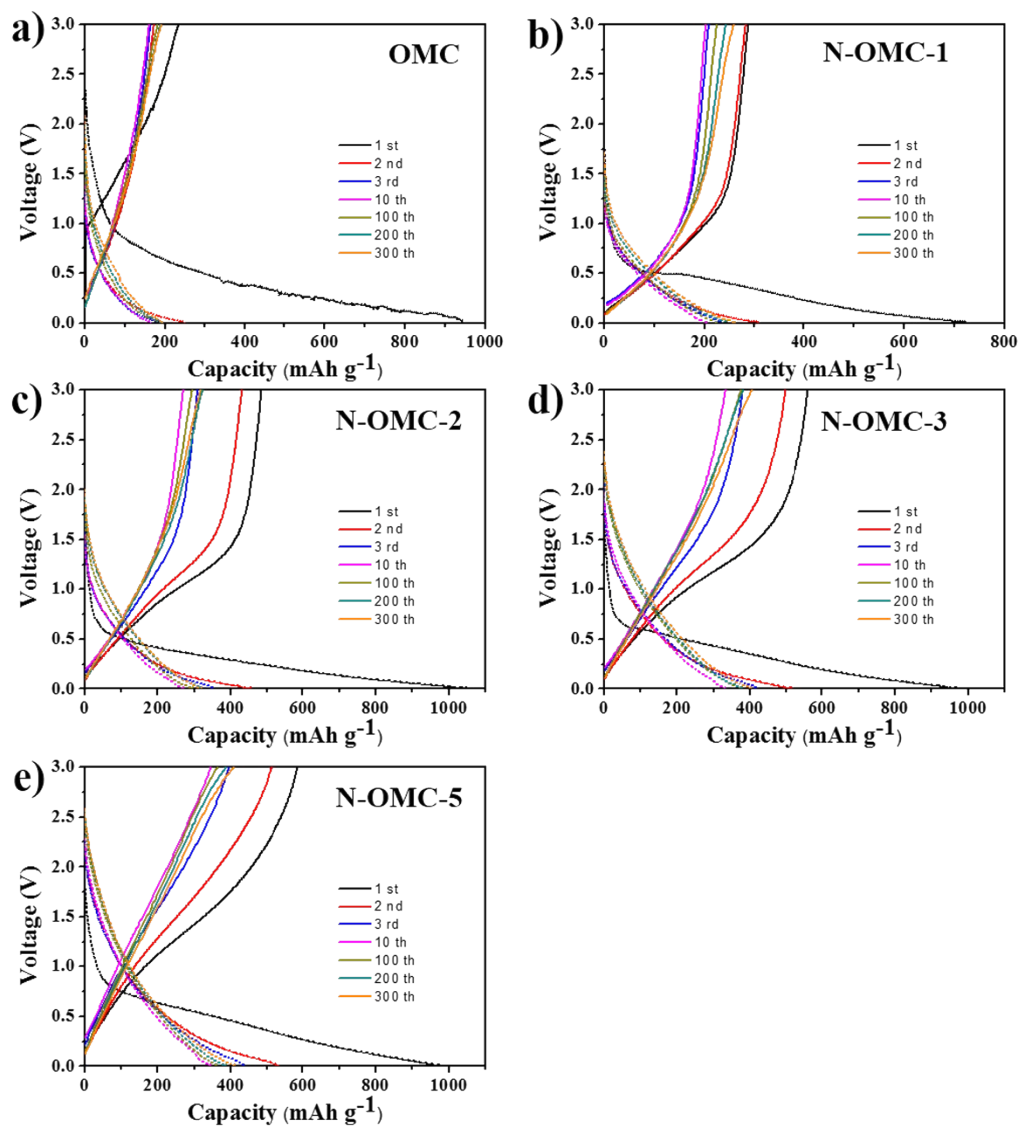 a)
OMC
3.0
2.5
2.0
1.5
1.0
0.5
0.0
Voltage (V)
1 st
2 nd
3 rd
10 th
100 th
200 th
300 th
0 200 400 600 800 1000
Capacity (mAh g⁻¹)
b)
N-OMC-1
3.0
2.5
2.0
1.5
1.0
0.5
0.0
Voltage (V)
1 st
2 nd
3 rd
10 th
100 th
200 th
300 th
0 200 400 600 800
Capacity (mAh g⁻¹)
c)
N-OMC-2
3.0
2.5
2.0
1.5
1.0
0.5
0.0
Voltage (V)
1 st
2 nd
3 rd
10 th
100 th
200 th
300 th
0 200 400 600 800 1000
Capacity (mAh g⁻¹)
d)
N-OMC-3
3.0
2.5
2.0
1.5
1.0
0.5
0.0
Voltage (V)
1 st
2 nd
3 rd
10 th
100 th
200 th
300 th
0 200 400 600 800 1000
Capacity (mAh g⁻¹)
e)
N-OMC-5
3.0
2.5
2.0
1.5
1.0
0.5
0.0
Voltage (V)
1 st
2 nd
3 rd
10 th
100 th
200 th
300 th
0 200 400 600 800 1000
Capacity (mAh g⁻¹)